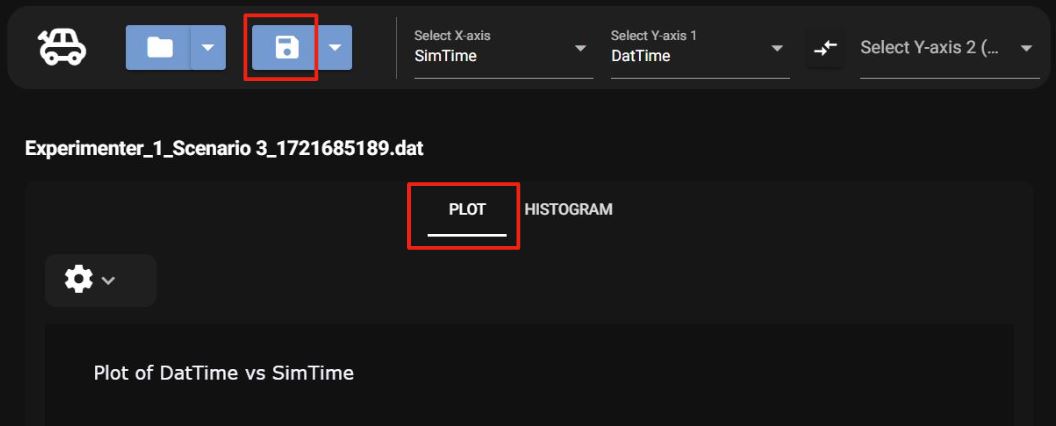 Select X-axis
SimTime
Select Y-axis 1
DatTime
Select Y-axis 2 (...
Experimenter_1_Scenario 3_1721685189.dat
PLOT
HISTOGRAM
Plot of DatTime vs SimTime